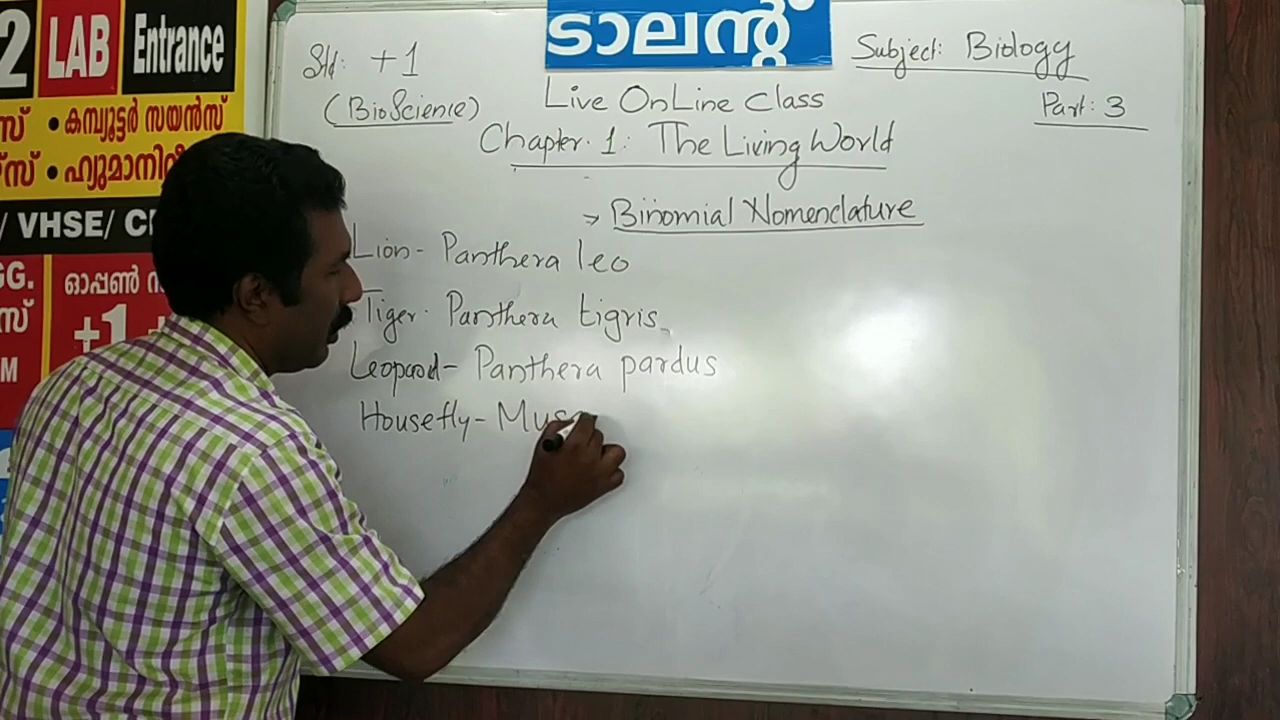 2 LAB Entrance
സ് • കമ്പ്യൂട്ടർ സയൻസ്
സ് • ഹ്യുമാനിറ്റീ
/ VHSE/ C
GG.
സ്
M
ഓപ്പൺ
+1
ടാലന്റ്
Std: +1
(BioScience)
Subject: Biology
Part: 3
Live OnLine Class
Chapter. 1: The Living World
→ Binomial Nomenclature
Lion- Panthera leo
Tiger- Panthera tigris
Leopard- Panthera pardus
Housefly- Musc